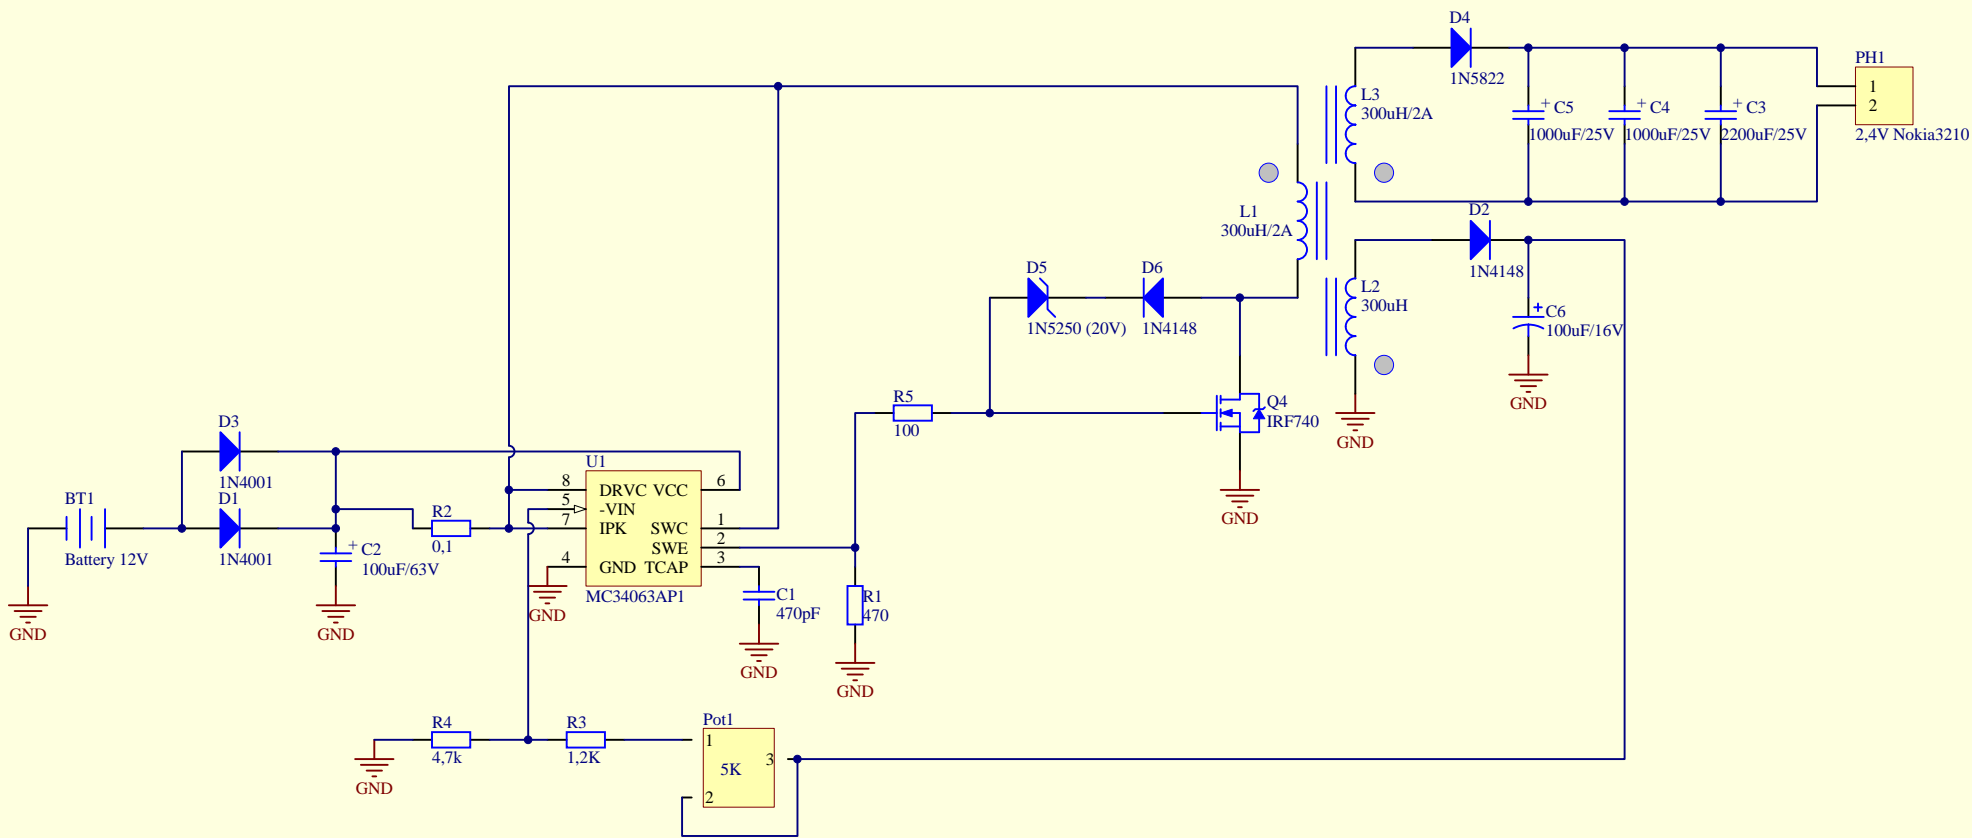 D4
1N5822
PH1
1
2
2,4V Nokia3210
L3
300uH/2A
+ C5
1000uF/25V
+ C4
1000uF/25V
+ C3
2200uF/25V
L1
300uH/2A
D2
1N4148
D5
1N5250 (20V)
D6
1N4148
L2
300uH
+
C6
100uF/16V
GND
R5
100
Q4
IRF740
GND
GND
D3
1N4001
D1
1N4001
BT1
Battery 12V
GND
+ C2
100uF/63V
GND
R2
0,1
U1
8 DRVC VCC 6
5 -VIN
7 IPK SWC 1
SWE 2
4 GND TCAP 3
MC34063AP1
GND
C1
470pF
GND
R1
470
GND
R4
4,7k
GND
R3
1,2K
Pot1
1
5K
3
2